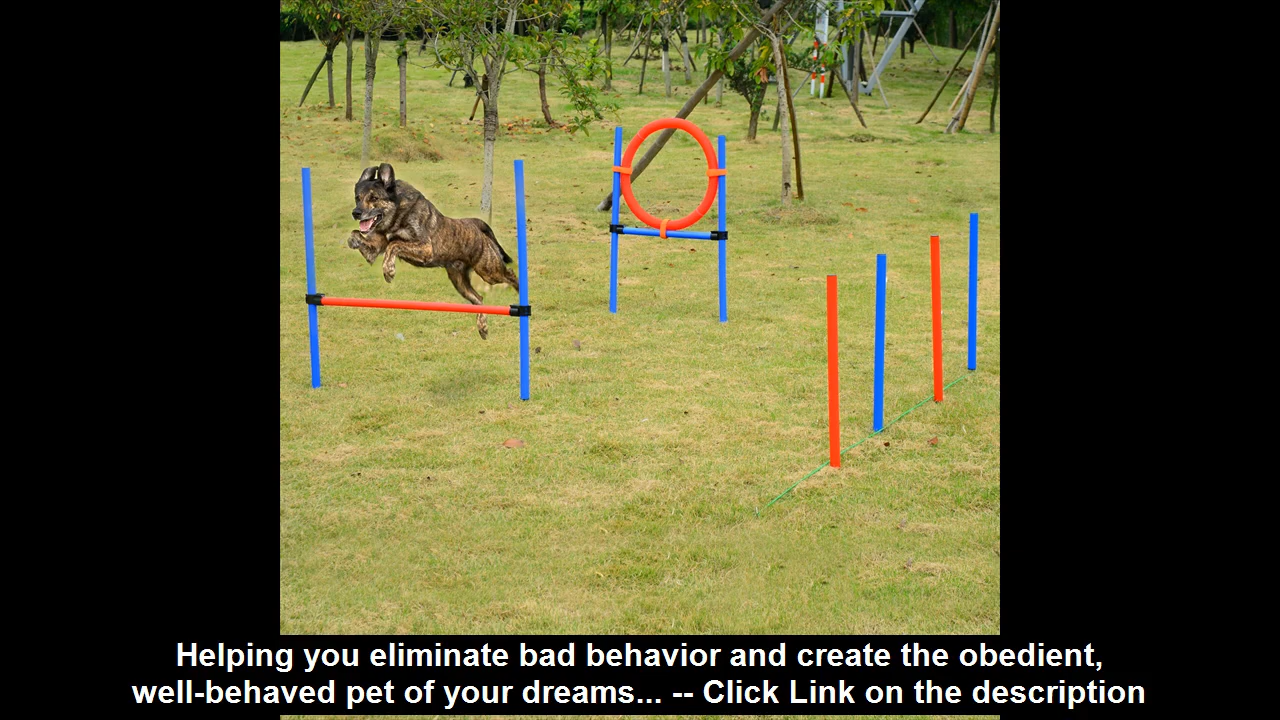 Helping you eliminate bad behavior and create the obedient,
well-behaved pet of your dreams... -- Click Link on the description